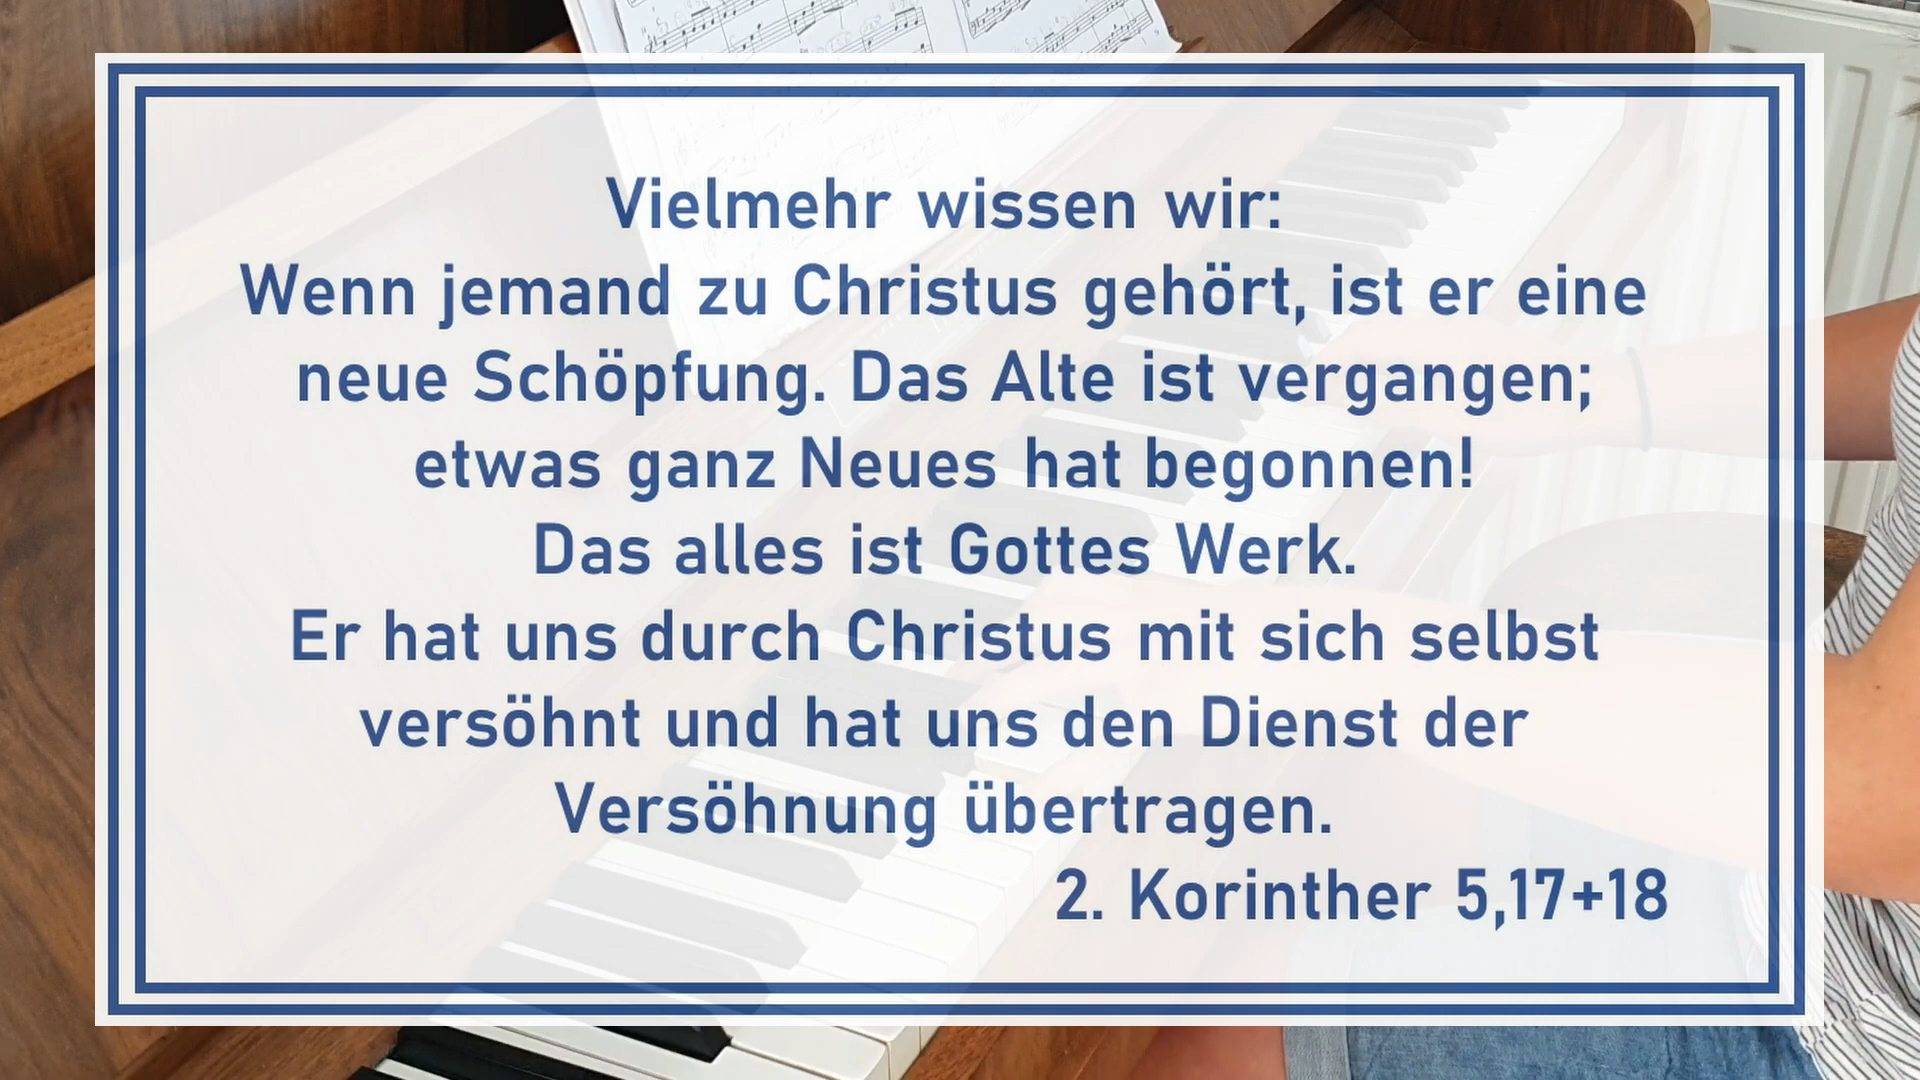 Vielmehr wissen wir:
Wenn jemand zu Christus gehört, ist er eine
neue Schöpfung. Das Alte ist vergangen;
etwas ganz Neues hat begonnen!
Das alles ist Gottes Werk.
Er hat uns durch Christus mit sich selbst
versöhnt und hat uns den Dienst der
Versöhnung übertragen.
2. Korinther 5,17+18